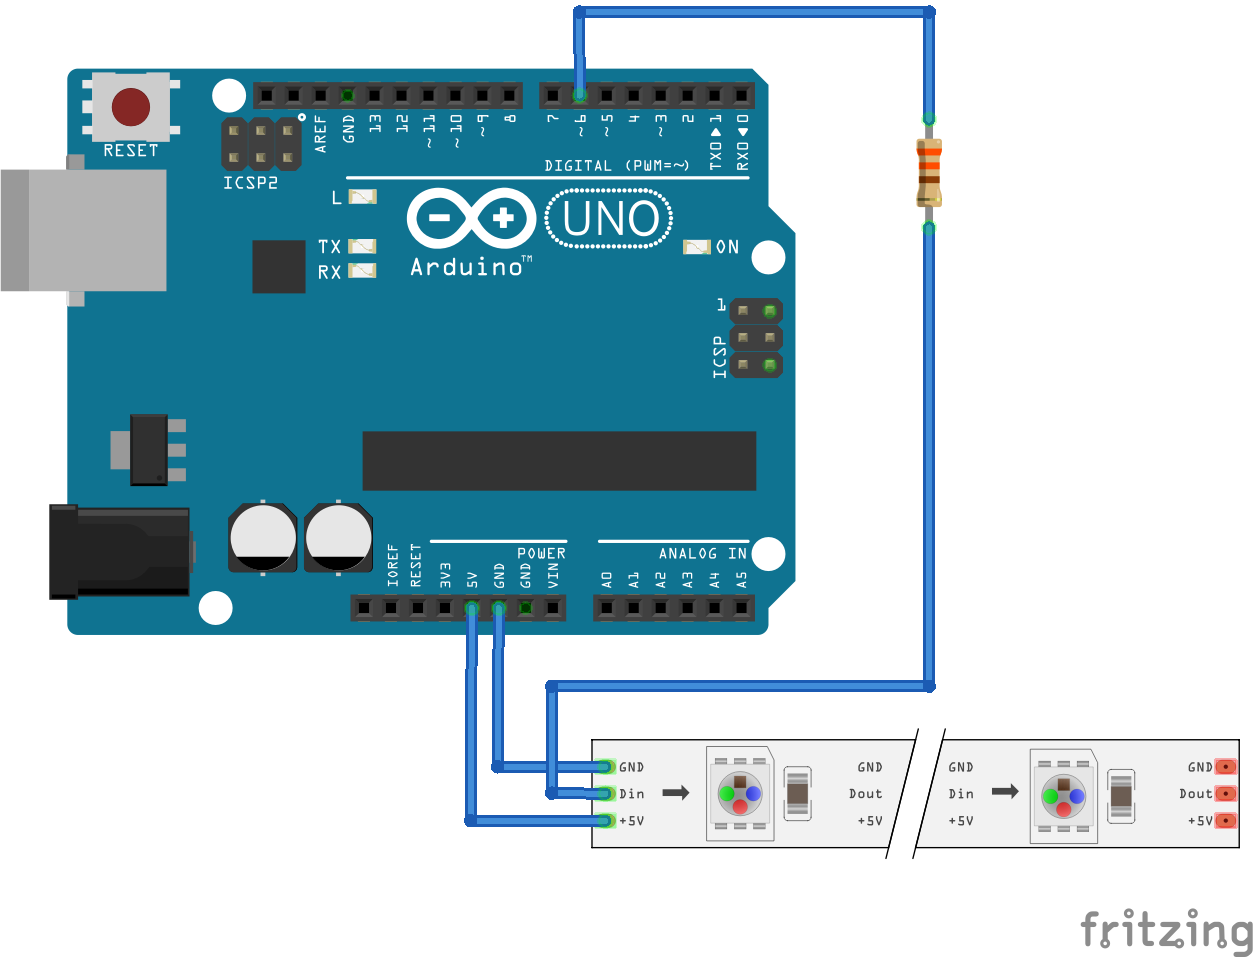 RESET
ICSP2
AREF
GND
13
12
~11
~10
~9
8
7
~6
~5
4
~3
2
TX0▶1
RX0◀0
DIGITAL (PWM=~)
L
TX
RX
UNO
Arduino™
ON
1
ICSP
IOREF
RESET
3V3
5V
GND
GND
VIN
POWER
ANALOG IN
A0
A1
A2
A3
A4
A5
GND GND GND GND
Din Dout Din Dout
+5V +5V +5V +5V
fritzing